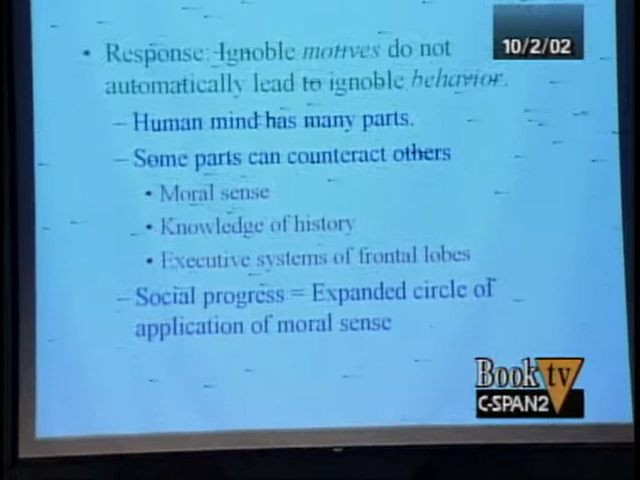 10/2/02
• Response: Ignoble motives do not
automatically lead to ignoble behavior.
– Human mind has many parts.
– Some parts can counteract others
• Moral sense
• Knowledge of history
• Executive systems of frontal lobes
– Social progress = Expanded circle of
application of moral sense
Book tv
C-SPAN2